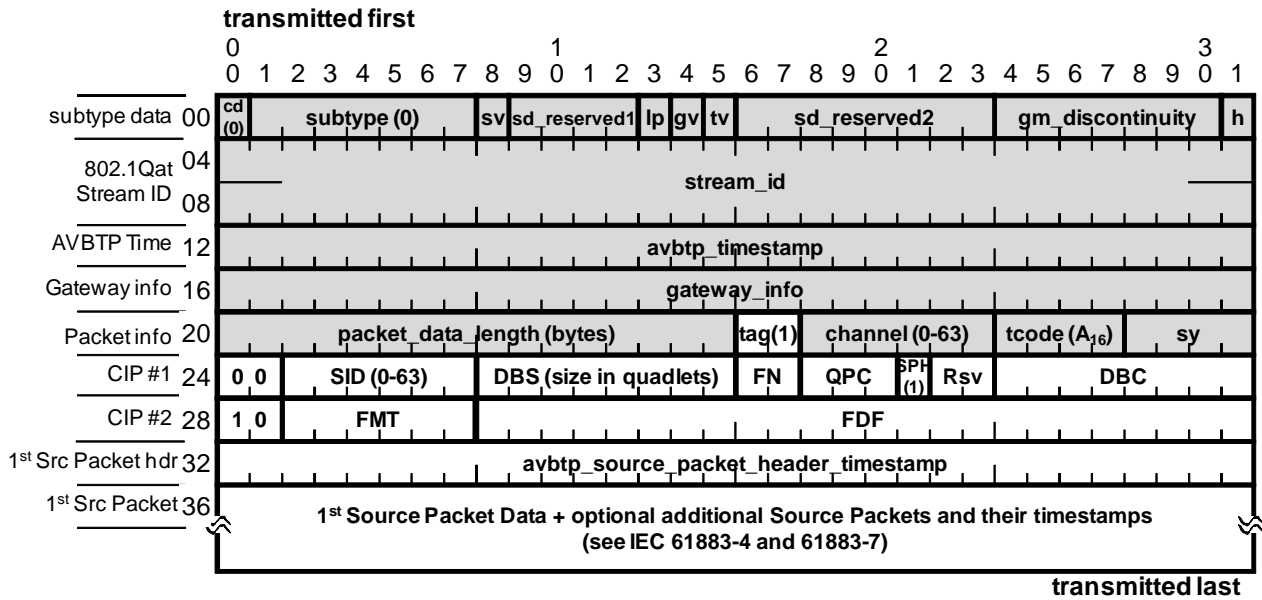 transmitted first
0 1 2 3
0 1 2 3 4 5 6 7 8 9 0 1 2 3 4 5 6 7 8 9 0 1 2 3 4 5 6 7 8 9 0 1
subtype data 00 cd (0) subtype (0) sv sd_reserved1 lp gv tv sd_reserved2 gm_discontinuity h
802.1Qat Stream ID 04 08 stream_id
AVBTP Time 12 avbtp_timestamp
Gateway info 16 gateway_info
Packet info 20 packet_data_length (bytes) tag(1) channel (0-63) tcode (A16) sy
CIP #1 24 0 0 SID (0-63) DBS (size in quadlets) FN QPC SPH (1) Rsv DBC
CIP #2 28 1 0 FMT FDF
1st Src Packet hdr 32 avbtp_source_packet_header_timestamp
1st Src Packet 36 1st Source Packet Data + optional additional Source Packets and their timestamps
(see IEC 61883-4 and 61883-7)
transmitted last